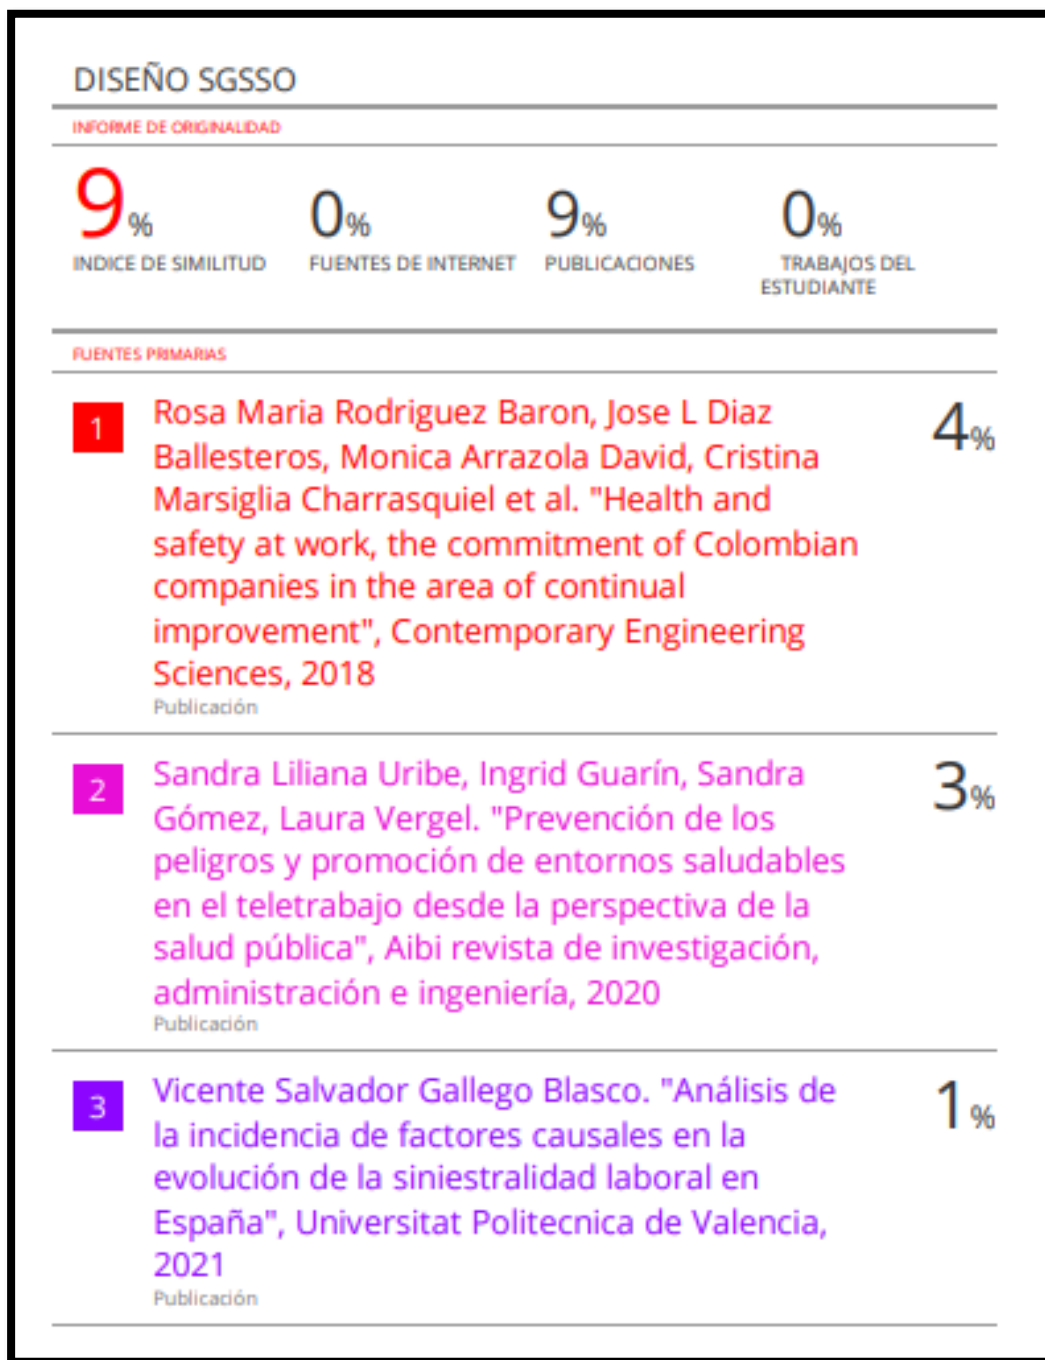 DISEÑO SGSSO
INFORME DE ORIGINALIDAD
9% 0% 9% 0%
INDICE DE SIMILITUD FUENTES DE INTERNET PUBLICACIONES TRABAJOS DEL
ESTUDIANTE
FUENTES PRIMARIAS
1 Rosa Maria Rodriguez Baron, Jose L Diaz 4%
Ballesteros, Monica Arrazola David, Cristina
Marsiglia Charrasquiel et al. "Health and
safety at work, the commitment of Colombian
companies in the area of continual
improvement", Contemporary Engineering
Sciences, 2018
Publicación
2 Sandra Liliana Uribe, Ingrid Guarín, Sandra 3%
Gómez, Laura Vergel. "Prevención de los
peligros y promoción de entornos saludables
en el teletrabajo desde la perspectiva de la
salud pública", Aibi revista de investigación,
administración e ingeniería, 2020
Publicación
3 Vicente Salvador Gallego Blasco. "Análisis de 1%
la incidencia de factores causales en la
evolución de la siniestralidad laboral en
España", Universitat Politecnica de Valencia,
2021
Publicación